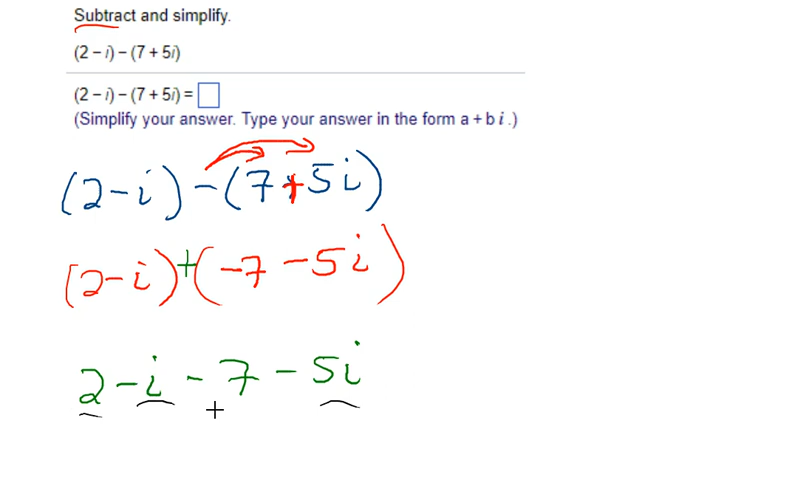 Subtract and simplify.
(2 − i) − (7 + 5i)
(2 − i) − (7 + 5i) =
(Simplify your answer. Type your answer in the form a + b i .)
(2 − i) − (7 + 5i)
(2 − i) + (−7 − 5i)
2 − i − 7 − 5i